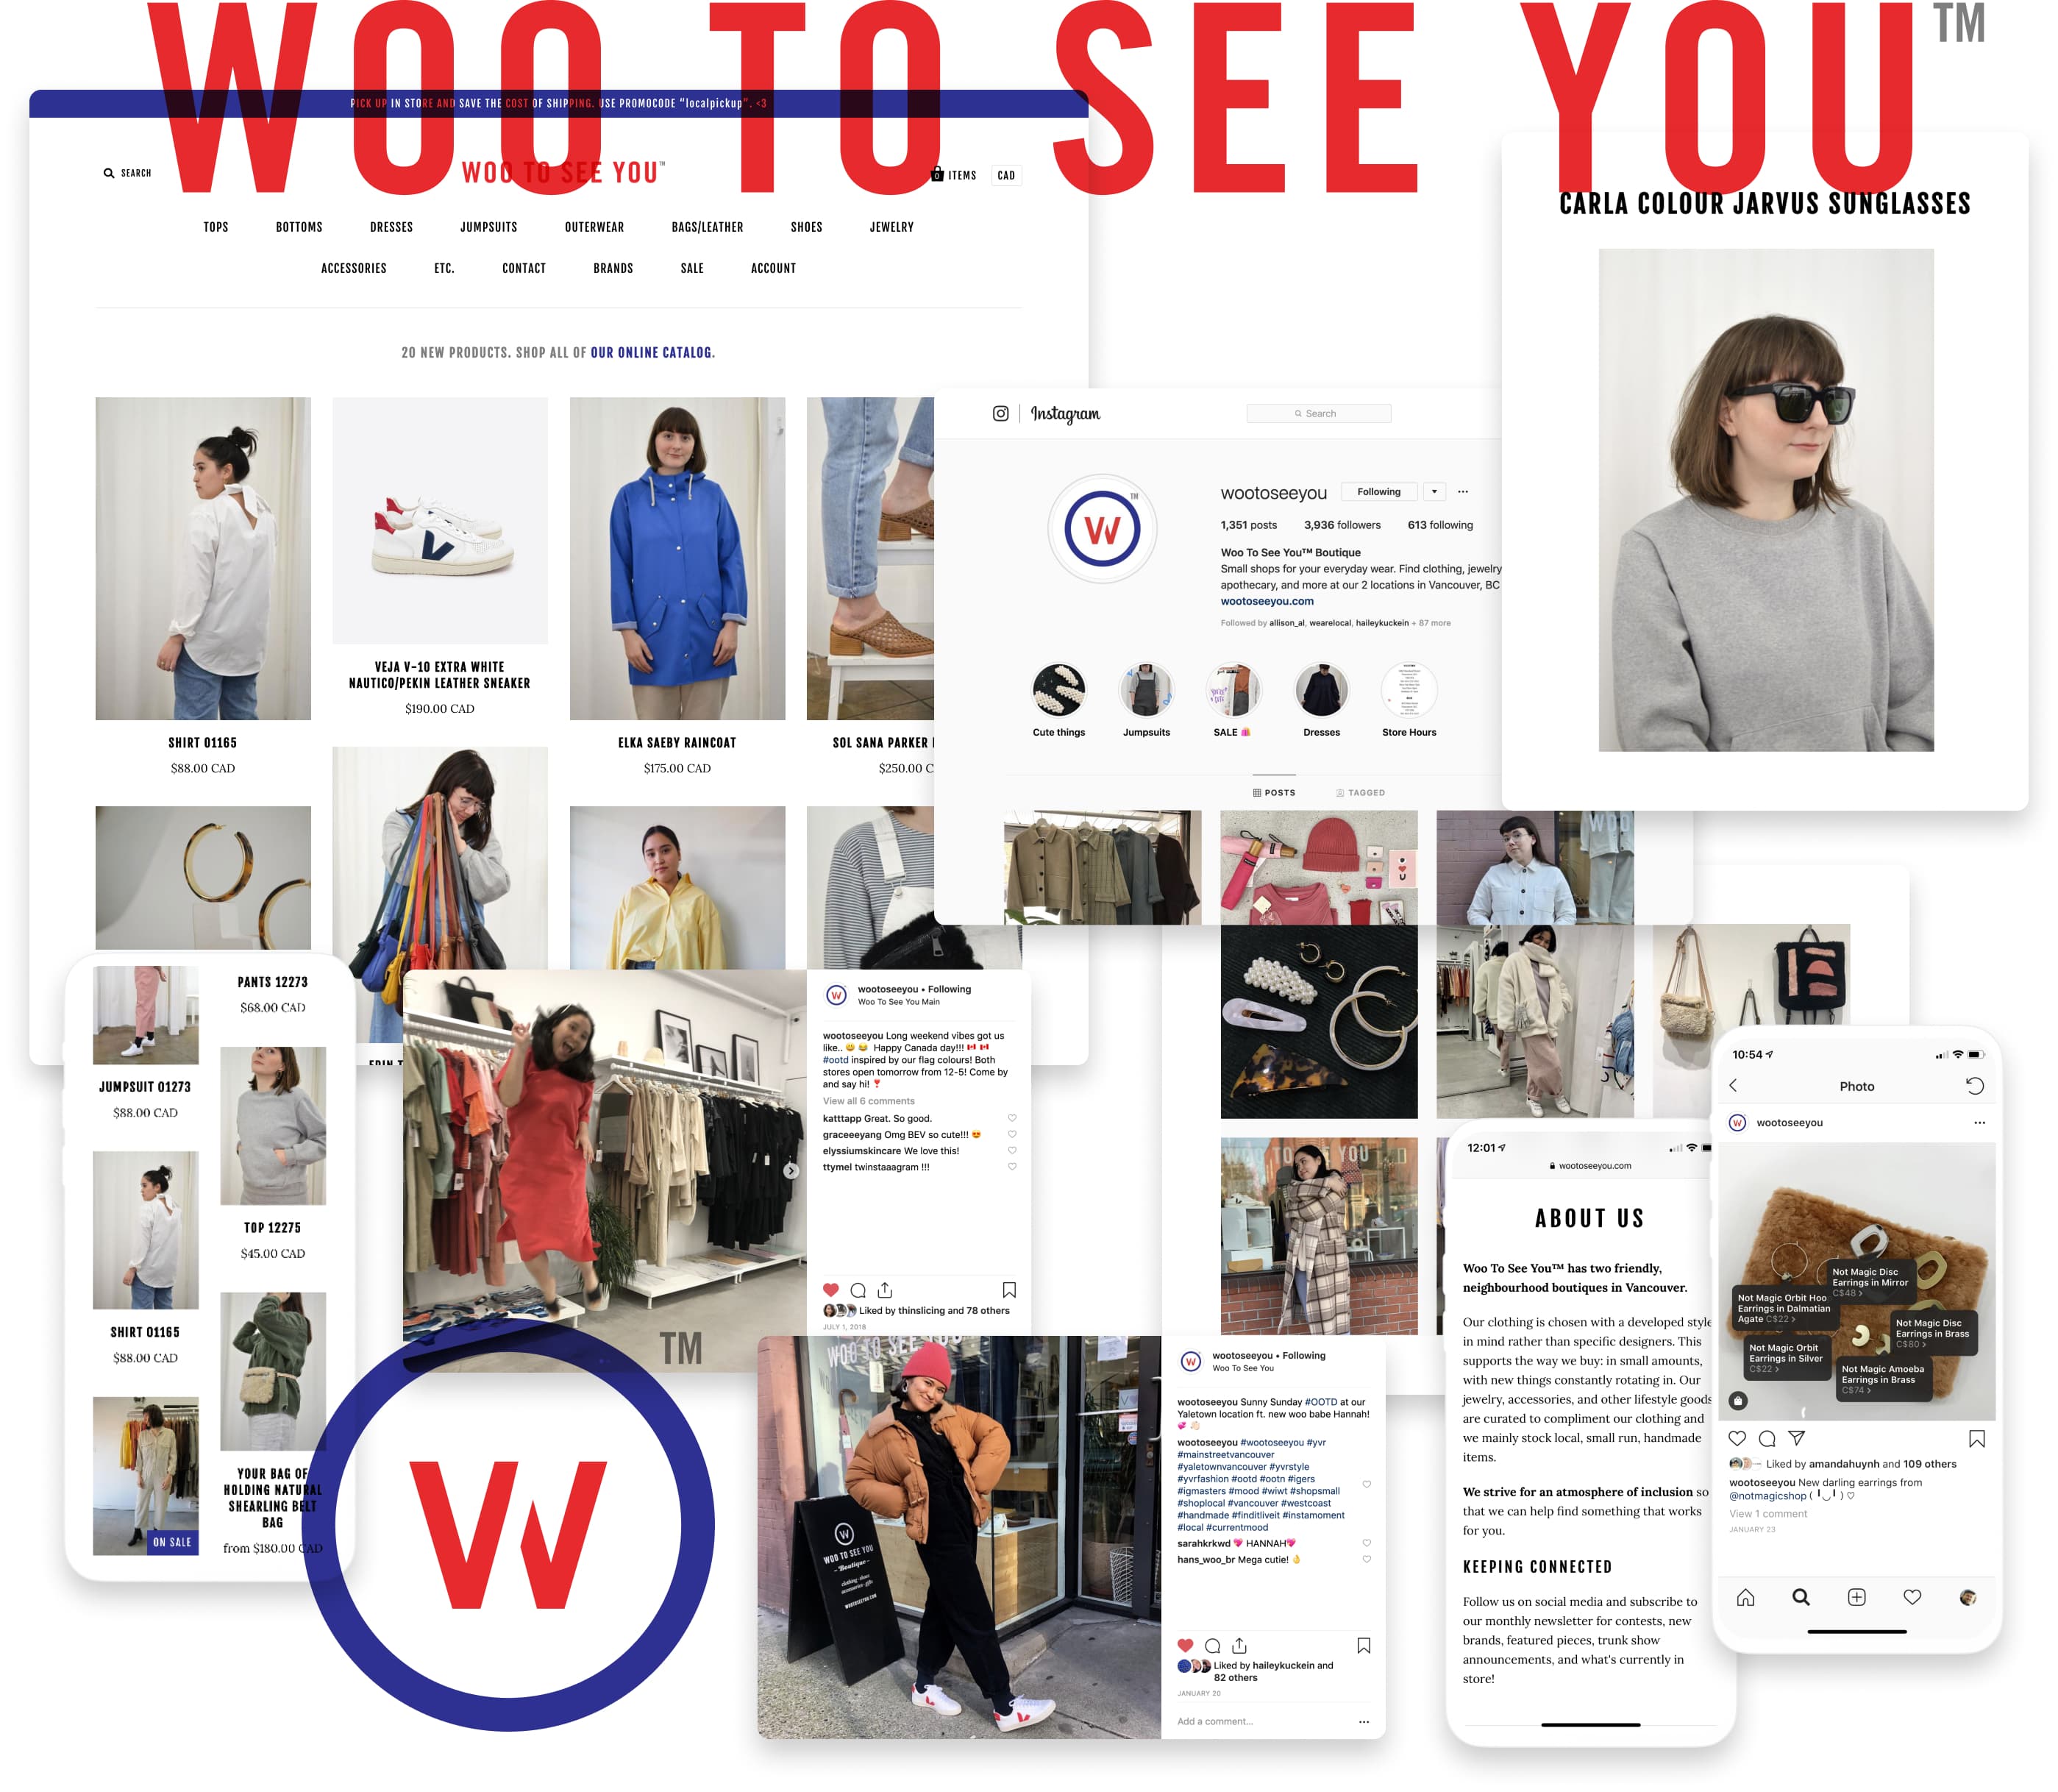 WOO TO SEE YOU™
PICK UP IN STORE AND SAVE THE COST OF SHIPPING. USE PROMOCODE “localpickup”. <3
SEARCH
WOO TO SEE YOU™
0 ITEMS
CAD
TOPS BOTTOMS DRESSES JUMPSUITS OUTERWEAR BAGS/LEATHER SHOES JEWELRY
ACCESSORIES ETC. CONTACT BRANDS SALE ACCOUNT
20 NEW PRODUCTS. SHOP ALL OF OUR ONLINE CATALOG.
SHIRT 01165
$88.00 CAD
VEJA V-10 EXTRA WHITE
NAUTICO/PEKIN LEATHER SNEAKER
$190.00 CAD
ELKA SAEBY RAINCOAT
$175.00 CAD
SOL SANA PARKER
$250.00 C
CARLA COLOUR JARVUS SUNGLASSES
Instagram
Search
TM
W
wootoseeyou Following
1,351 posts 3,936 followers 613 following
Woo To See You™ Boutique
Small shops for your everyday wear. Find clothing, jewelry
apothecary, and more at our 2 locations in Vancouver, BC
wootoseeyou.com
Followed by allison_al, wearelocal, haileykuckein + 87 more
Cute things Jumpsuits SALE 🛍️ Dresses Store Hours
POSTS TAGGED
WOO
PANTS 12273
$68.00 CAD
JUMPSUIT 01273
$88.00 CAD
TOP 12275
$45.00 CAD
SHIRT 01165
$88.00 CAD
ON SALE
YOUR BAG OF
HOLDING NATURAL
SHEARLING BELT
BAG
from $180.00 CAD
W
wootoseeyou • Following
Woo To See You Main
wootoseeyou Long weekend vibes got us
like.. 😀 😂 Happy Canada day!!! 🇨🇦 🇨🇦
#ootd inspired by our flag colours! Both
stores open tomorrow from 12-5! Come by
and say hi! ❣️
View all 6 comments
katttapp Great. So good.
graceeeyang Omg BEV so cute!!! 😍
elyssiumskincare We love this!
ttymel twinstaaagram !!!
Liked by thinslicing and 78 others
JULY 1, 2018
TM
W
WOO TO SEE YOU
W
WOO TO SEE YOU
Boutique
clothing · shoes
accessories · gifts
WOOTOSEEYOU.COM
W
wootoseeyou • Following
Woo To See You
wootoseeyou Sunny Sunday #OOTD at our
Yaletown location ft. new woo babe Hannah!
💞 👏🏻
wootoseeyou #wootoseeyou #yvr
#mainstreetvancouver
#yaletownvancouver #yvrstyle
#yvrfashion #ootd #ootn #igers
#igmasters #mood #wiwt #shopsmall
#shoplocal #vancouver #westcoast
#handmade #finditliveit #instamoment
#local #currentmood
sarahkrkwd 💗 HANNAH💗
hans_woo_br Mega cutie! 👌
Liked by haileykuckein and
82 others
JANUARY 20
Add a comment...
TO YOU
12:01
wootoseeyou.com
ABOUT US
Woo To See You™ has two friendly,
neighbourhood boutiques in Vancouver.
Our clothing is chosen with a developed style
in mind rather than specific designers. This
supports the way we buy: in small amounts,
with new things constantly rotating in. Our
jewelry, accessories, and other lifestyle goods
are curated to compliment our clothing and
we mainly stock local, small run, handmade
items.
We strive for an atmosphere of inclusion so
that we can help find something that works
for you.
KEEPING CONNECTED
Follow us on social media and subscribe to
our monthly newsletter for contests, new
brands, featured pieces, trunk show
announcements, and what's currently in
store!
10:54
Photo
W
wootoseeyou
Not Magic Disc
Earrings in Mirror
C$48 >
Not Magic Orbit Hoo
Earrings in Dalmatian
Agate C$22 >
Not Magic Disc
Earrings in Brass
C$80 >
Not Magic Orbit
Earrings in Silver
C$22 >
Not Magic Amoeba
Earrings in Brass
C$74 >
Liked by amandahuynh and 109 others
wootoseeyou New darling earrings from
@notmagicshop ( ╹◡╹ ) ♡
View 1 comment
JANUARY 23